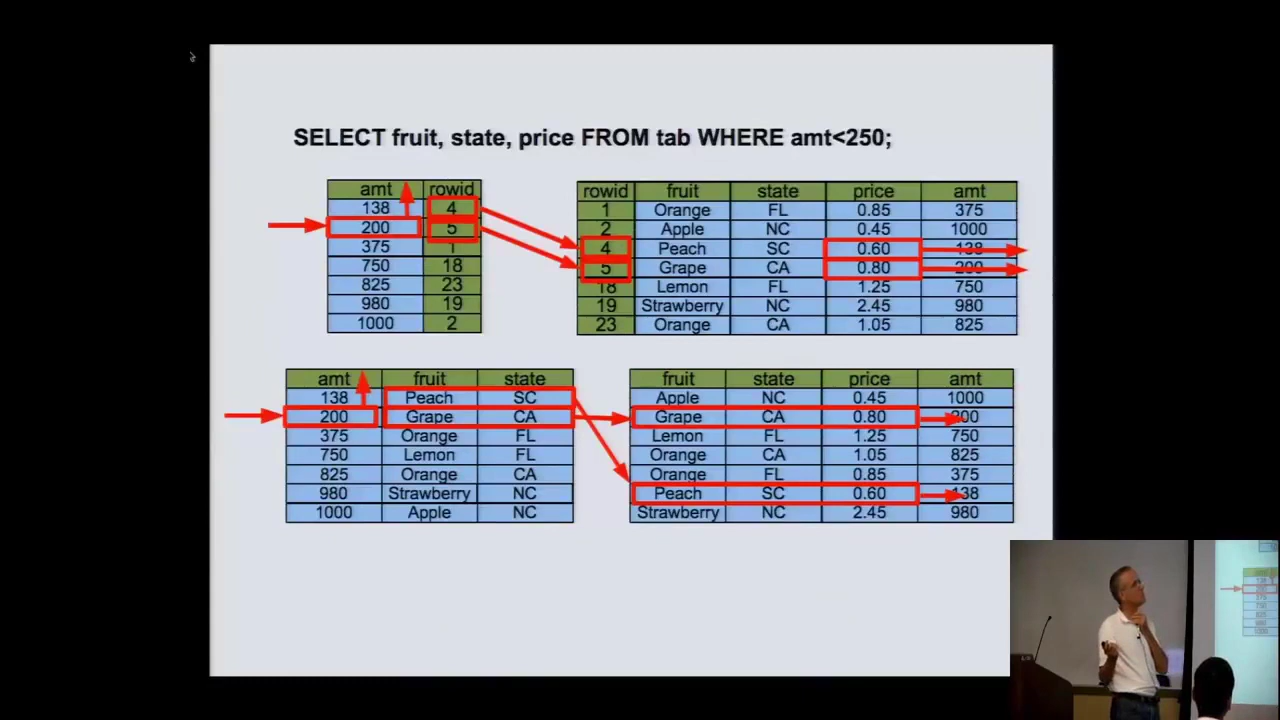 SELECT fruit, state, price FROM tab WHERE amt<250;
amt rowid
138 4
200 5
375 1
750 18
825 23
980 19
1000 2
rowid fruit state price amt
1 Orange FL 0.85 375
2 Apple NC 0.45 1000
4 Peach SC 0.60 138
5 Grape CA 0.80 200
18 Lemon FL 1.25 750
19 Strawberry NC 2.45 980
23 Orange CA 1.05 825
amt fruit state
138 Peach SC
200 Grape CA
375 Orange FL
750 Lemon FL
825 Orange CA
980 Strawberry NC
1000 Apple NC
fruit state price amt
Apple NC 0.45 1000
Grape CA 0.80 200
Lemon FL 1.25 750
Orange CA 1.05 825
Orange FL 0.85 375
Peach SC 0.60 138
Strawberry NC 2.45 980